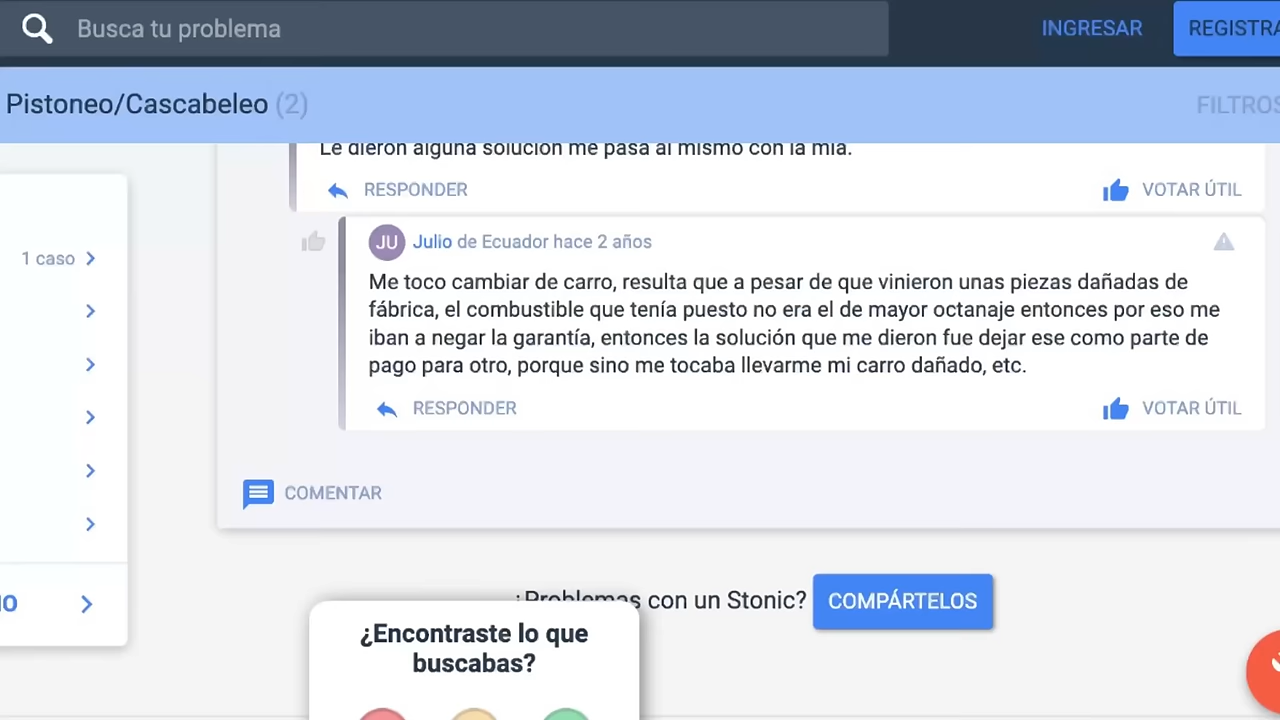 Busca tu problema
INGRESAR
REGISTRA
Pistoneo/Cascabeleo (2)
FILTROS
Le dieron alguna solución me pasa al mismo con la mía.
RESPONDER
VOTAR ÚTIL
1 caso
JU Julio de Ecuador hace 2 años
Me toco cambiar de carro, resulta que a pesar de que vinieron unas piezas dañadas de
fábrica, el combustible que tenía puesto no era el de mayor octanaje entonces por eso me
iban a negar la garantía, entonces la solución que me dieron fue dejar ese como parte de
pago para otro, porque sino me tocaba llevarme mi carro dañado, etc.
RESPONDER
VOTAR ÚTIL
COMENTAR
IO
¿Problemas con un Stonic?
COMPÁRTELOS
¿Encontraste lo que
buscabas?